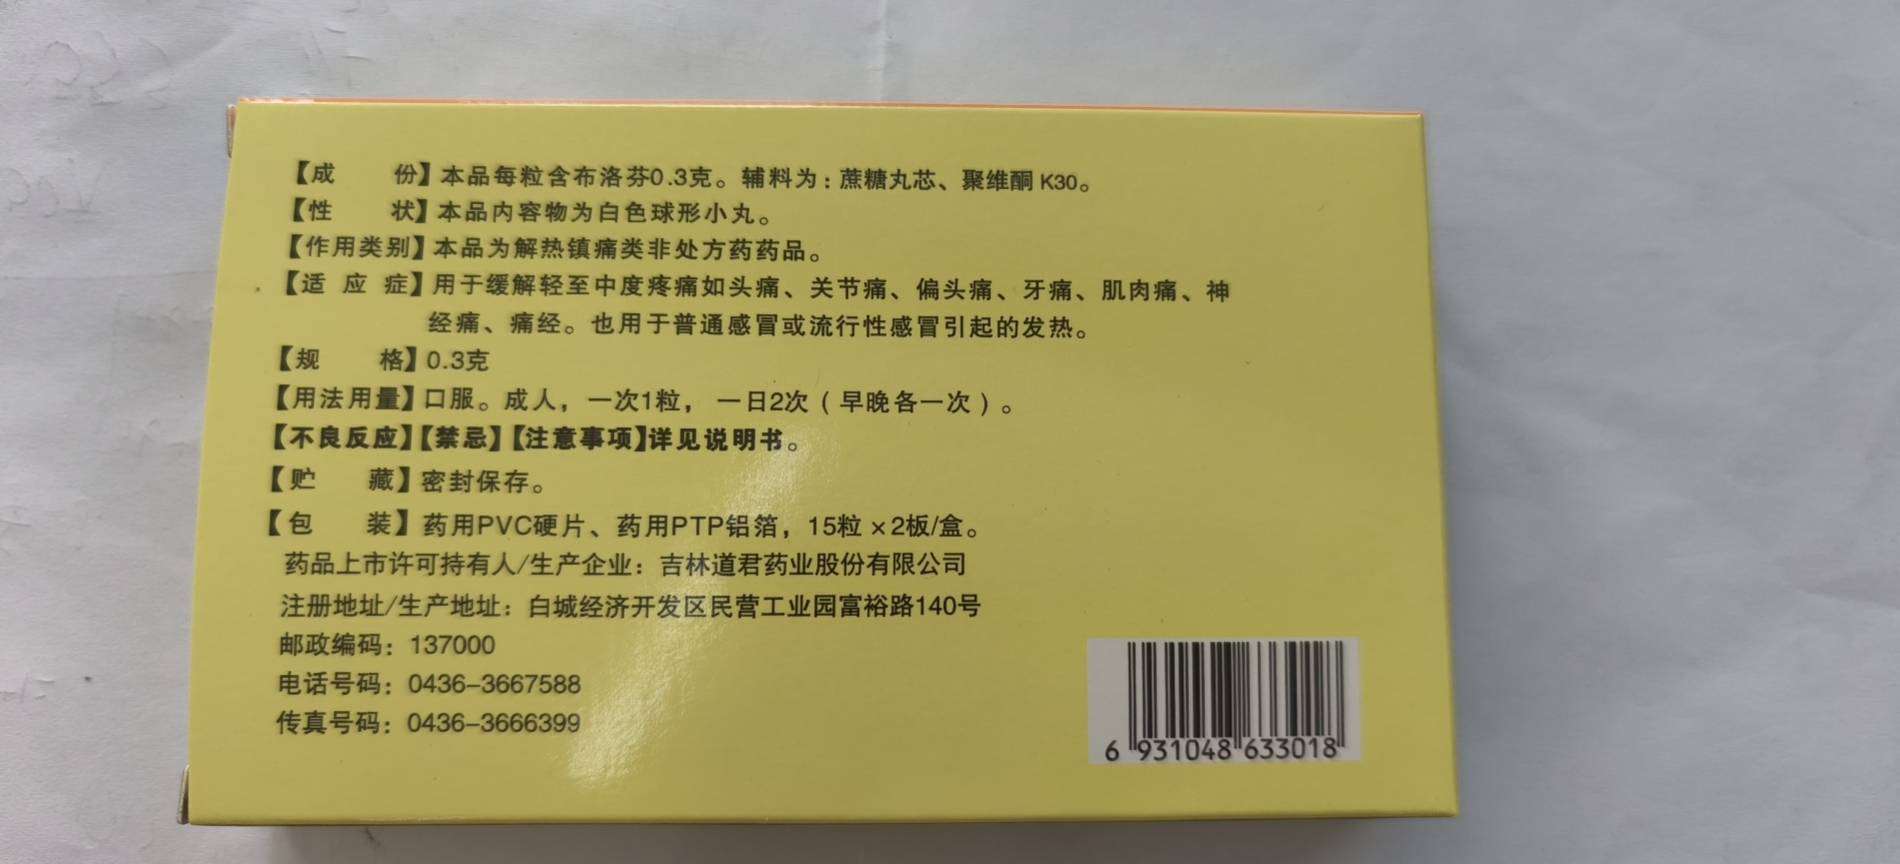 【成份】本品每粒含布洛芬0.3克。辅料为：蔗糖丸芯、聚维酮 K30。
【性状】本品内容物为白色球形小丸。
【作用类别】本品为解热镇痛类非处方药药品。
【适应症】用于缓解轻至中度疼痛如头痛、关节痛、偏头痛、牙痛、肌肉痛、神
经痛、痛经。也用于普通感冒或流行性感冒引起的发热。
【规格】0.3克
【用法用量】口服。成人，一次1粒，一日2次（早晚各一次）。
【不良反应】【禁忌】【注意事项】详见说明书。
【贮藏】密封保存。
【包装】药用PVC硬片、药用PTP铝箔，15粒×2板/盒。
药品上市许可持有人/生产企业：吉林道君药业股份有限公司
注册地址/生产地址：白城经济开发区民营工业园富裕路140号
邮政编码：137000
电话号码：0436-3667588
传真号码：0436-3666399
6 931048 633018